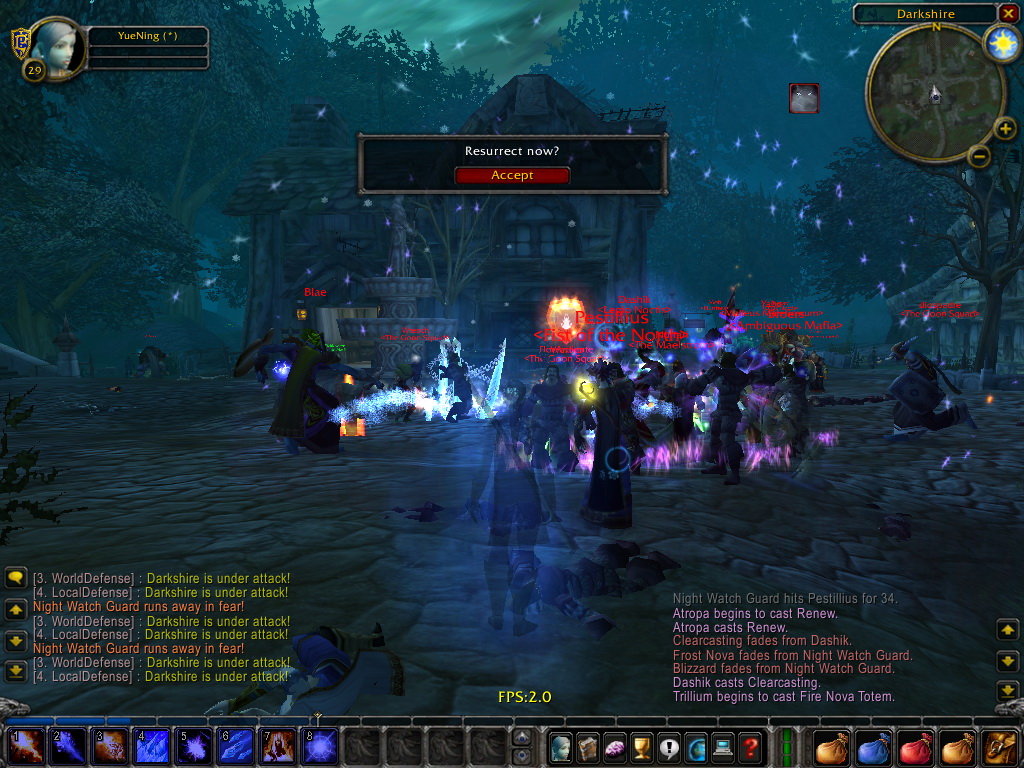 YueNing (*)
29
Darkshire
N
Resurrect now?
Accept
Blae
Dashik
Pestillius
<Fist of the North>
<Ambiguous Mafia>
<The Goon Squad>
[3. WorldDefense] : Darkshire is under attack!
[4. LocalDefense] : Darkshire is under attack!
Night Watch Guard runs away in fear!
[3. WorldDefense] : Darkshire is under attack!
[4. LocalDefense] : Darkshire is under attack!
Night Watch Guard runs away in fear!
[3. WorldDefense] : Darkshire is under attack!
[4. LocalDefense] : Darkshire is under attack!
Night Watch Guard hits Pestillius for 34.
Atropa begins to cast Renew.
Atropa casts Renew.
Clearcasting fades from Dashik.
Frost Nova fades from Night Watch Guard.
Blizzard fades from Night Watch Guard.
Dashik casts Clearcasting.
Trillium begins to cast Fire Nova Totem.
FPS:2.0
1 2 3 4 5 6 7 8